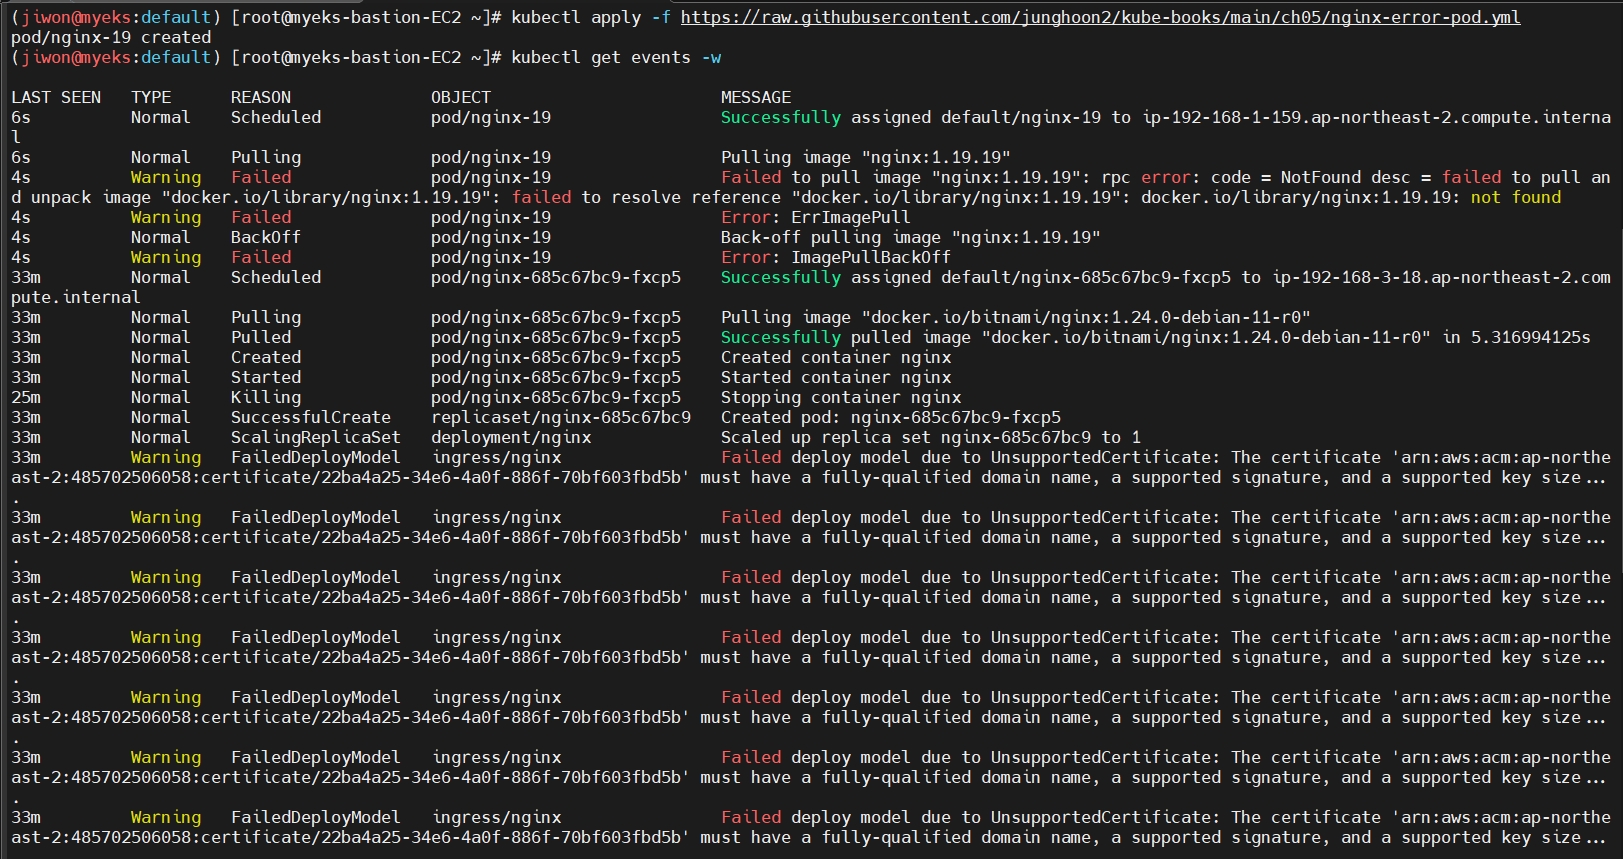 (jiwon@myeks:default) [root@myeks-bastion-EC2 ~]# kubectl apply -f https://raw.githubusercontent.com/junghoon2/kube-books/main/ch05/nginx-error-pod.yml
pod/nginx-19 created
(jiwon@myeks:default) [root@myeks-bastion-EC2 ~]# kubectl get events -w
LAST SEEN   TYPE      REASON              OBJECT                       MESSAGE
6s          Normal    Scheduled           pod/nginx-19                 Successfully assigned default/nginx-19 to ip-192-168-1-159.ap-northeast-2.compute.interna
l
6s          Normal    Pulling             pod/nginx-19                 Pulling image "nginx:1.19.19"
4s          Warning   Failed              pod/nginx-19                 Failed to pull image "nginx:1.19.19": rpc error: code = NotFound desc = failed to pull an
d unpack image "docker.io/library/nginx:1.19.19": failed to resolve reference "docker.io/library/nginx:1.19.19": docker.io/library/nginx:1.19.19: not found
4s          Warning   Failed              pod/nginx-19                 Error: ErrImagePull
4s          Normal    BackOff             pod/nginx-19                 Back-off pulling image "nginx:1.19.19"
4s          Warning   Failed              pod/nginx-19                 Error: ImagePullBackOff
33m         Normal    Scheduled           pod/nginx-685c67bc9-fxcp5    Successfully assigned default/nginx-685c67bc9-fxcp5 to ip-192-168-3-18.ap-northeast-2.com
pute.internal
33m         Normal    Pulling             pod/nginx-685c67bc9-fxcp5    Pulling image "docker.io/bitnami/nginx:1.24.0-debian-11-r0"
33m         Normal    Pulled              pod/nginx-685c67bc9-fxcp5    Successfully pulled image "docker.io/bitnami/nginx:1.24.0-debian-11-r0" in 5.316994125s
33m         Normal    Created             pod/nginx-685c67bc9-fxcp5    Created container nginx
33m         Normal    Started             pod/nginx-685c67bc9-fxcp5    Started container nginx
25m         Normal    Killing             pod/nginx-685c67bc9-fxcp5    Stopping container nginx
33m         Normal    SuccessfulCreate    replicaset/nginx-685c67bc9   Created pod: nginx-685c67bc9-fxcp5
33m         Normal    ScalingReplicaSet   deployment/nginx             Scaled up replica set nginx-685c67bc9 to 1
33m         Warning   FailedDeployModel   ingress/nginx                Failed deploy model due to UnsupportedCertificate: The certificate 'arn:aws:acm:ap-northe
ast-2:485702506058:certificate/22ba4a25-34e6-4a0f-886f-70bf603fbd5b' must have a fully-qualified domain name, a supported signature, and a supported key size...
.
33m         Warning   FailedDeployModel   ingress/nginx                Failed deploy model due to UnsupportedCertificate: The certificate 'arn:aws:acm:ap-northe
ast-2:485702506058:certificate/22ba4a25-34e6-4a0f-886f-70bf603fbd5b' must have a fully-qualified domain name, a supported signature, and a supported key size...
.
33m         Warning   FailedDeployModel   ingress/nginx                Failed deploy model due to UnsupportedCertificate: The certificate 'arn:aws:acm:ap-northe
ast-2:485702506058:certificate/22ba4a25-34e6-4a0f-886f-70bf603fbd5b' must have a fully-qualified domain name, a supported signature, and a supported key size...
.
33m         Warning   FailedDeployModel   ingress/nginx                Failed deploy model due to UnsupportedCertificate: The certificate 'arn:aws:acm:ap-northe
ast-2:485702506058:certificate/22ba4a25-34e6-4a0f-886f-70bf603fbd5b' must have a fully-qualified domain name, a supported signature, and a supported key size...
.
33m         Warning   FailedDeployModel   ingress/nginx                Failed deploy model due to UnsupportedCertificate: The certificate 'arn:aws:acm:ap-northe
ast-2:485702506058:certificate/22ba4a25-34e6-4a0f-886f-70bf603fbd5b' must have a fully-qualified domain name, a supported signature, and a supported key size...
.
33m         Warning   FailedDeployModel   ingress/nginx                Failed deploy model due to UnsupportedCertificate: The certificate 'arn:aws:acm:ap-northe
ast-2:485702506058:certificate/22ba4a25-34e6-4a0f-886f-70bf603fbd5b' must have a fully-qualified domain name, a supported signature, and a supported key size...
.
33m         Warning   FailedDeployModel   ingress/nginx                Failed deploy model due to UnsupportedCertificate: The certificate 'arn:aws:acm:ap-northe
ast-2:485702506058:certificate/22ba4a25-34e6-4a0f-886f-70bf603fbd5b' must have a fully-qualified domain name, a supported signature, and a supported key size...